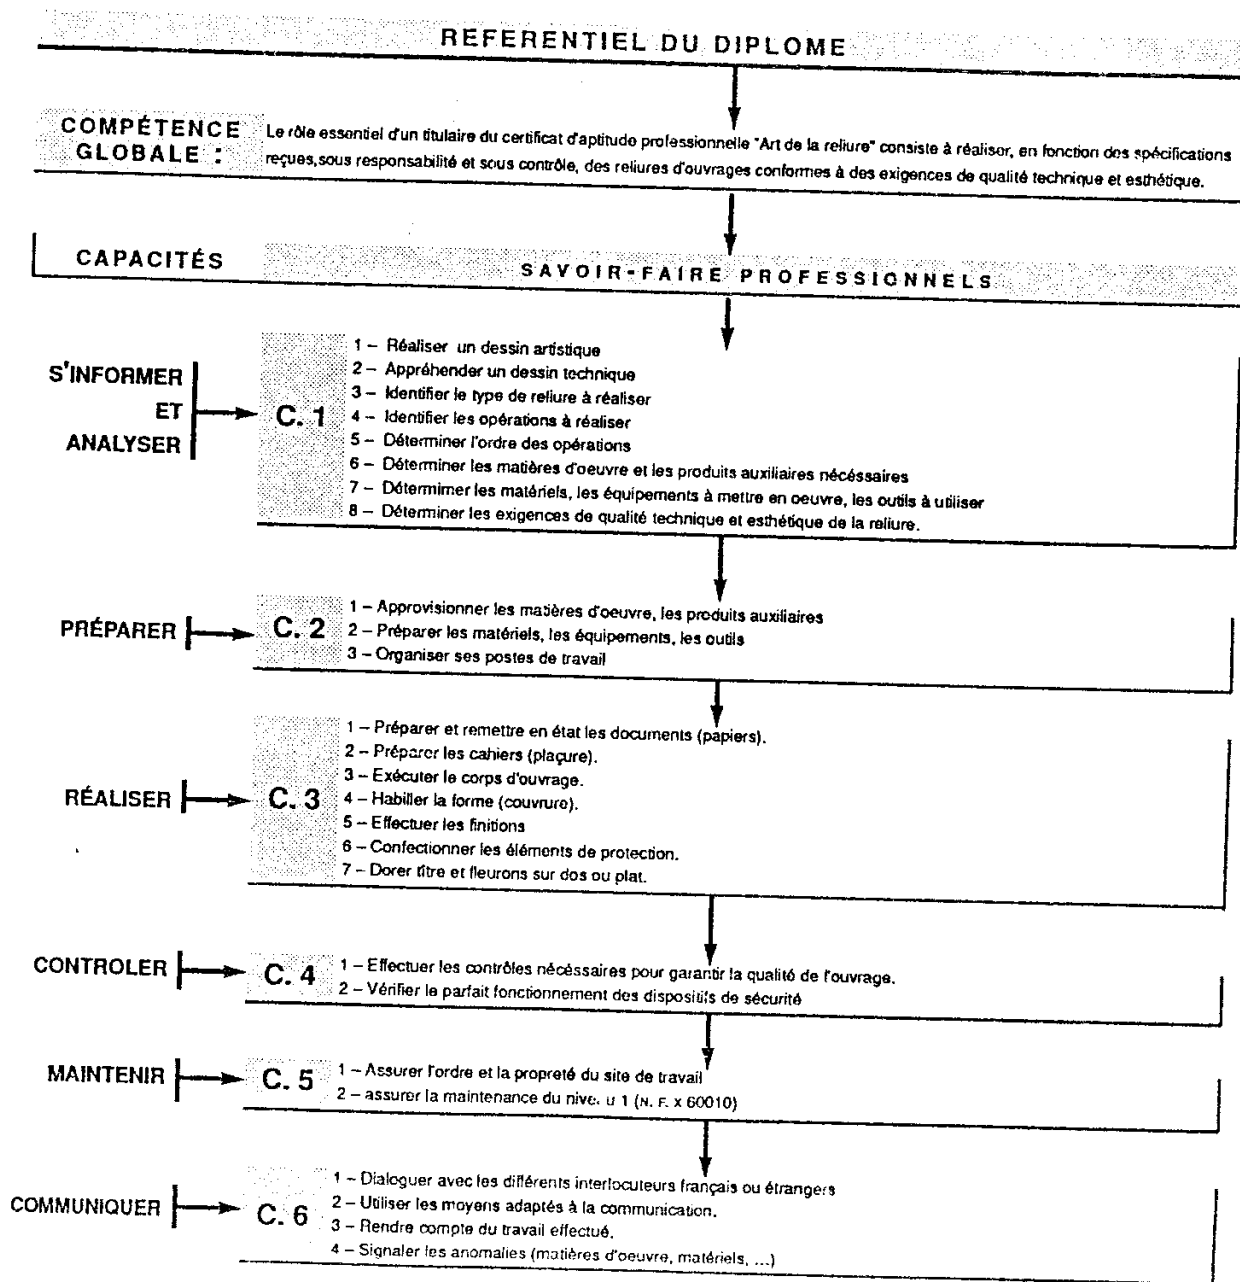 REFERENTIEL DU DIPLOME
COMPÉTENCE GLOBALE :
Le rôle essentiel d'un titulaire du certificat d'aptitude professionnelle "Art de la reliure" consiste à réaliser, en fonction des spécifications
reçues,sous responsabilité et sous contrôle, des reliures d'ouvrages conformes à des exigences de qualité technique et esthétique.
CAPACITÉS
SAVOIR-FAIRE PROFESSIONNELS
S'INFORMER
ET
ANALYSER
C. 1
1 – Réaliser un dessin artistique
2 – Appréhender un dessin technique
3 – Identifier le type de reliure à réaliser
4 – Identifier les opérations à réaliser
5 – Déterminer l'ordre des opérations
6 – Déterminer les matières d'oeuvre et les produits auxiliaires nécéssaires
7 – Détermimer les matériels, les équipements à mettre en oeuvre, les outils à utiliser
8 – Déterminer les exigences de qualité technique et esthétique de la reliure.
PRÉPARER
C. 2
1 – Approvisionner les matières d'oeuvre, les produits auxiliaires
2 – Préparer les matériels, les équipements, les outils
3 – Organiser ses postes de travail
RÉALISER
C. 3
1 – Préparer et remettre en état les documents (papiers).
2 – Préparer les cahiers (plaçure).
3 – Exécuter le corps d'ouvrage.
4 – Habiller la forme (couvrure).
5 – Effectuer les finitions
6 – Confectionner les éléments de protection.
7 – Dorer titre et fleurons sur dos ou plat.
CONTROLER
C. 4
1 – Effectuer les contrôles nécéssaires pour garantir la qualité de l'ouvrage.
2 – Vérifier le parfait fonctionnement des dispositifs de sécurité
MAINTENIR
C. 5
1 – Assurer l'ordre et la propreté du site de travail
2 – assurer la maintenance du 1 (N. F. x 60010)
COMMUNIQUER
C. 6
1 – Dialoguer avec les différents interlocuteurs français ou étrangers
2 – Utiliser les moyens adaptés à la communication.
3 – Rendre compte du travail effectué.
4 – Signaler les anomalies (matières d'oeuvre, matériels, ...)